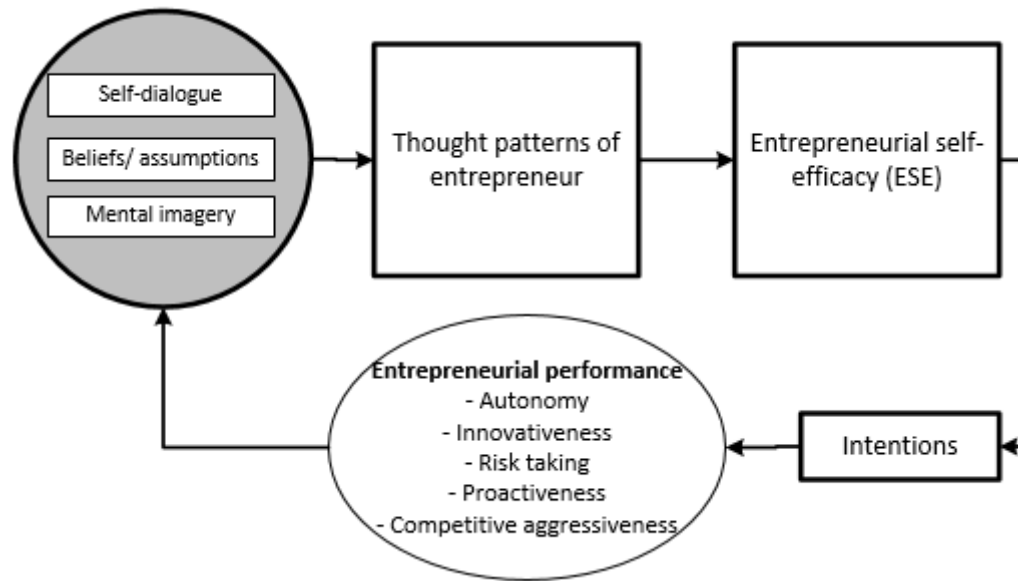 Self-dialogue
Beliefs/ assumptions
Mental imagery
Thought patterns of
entrepreneur
Entrepreneurial self-
efficacy (ESE)
Entrepreneurial performance
- Autonomy
- Innovativeness
- Risk taking
- Proactiveness
- Competitive aggressiveness
Intentions